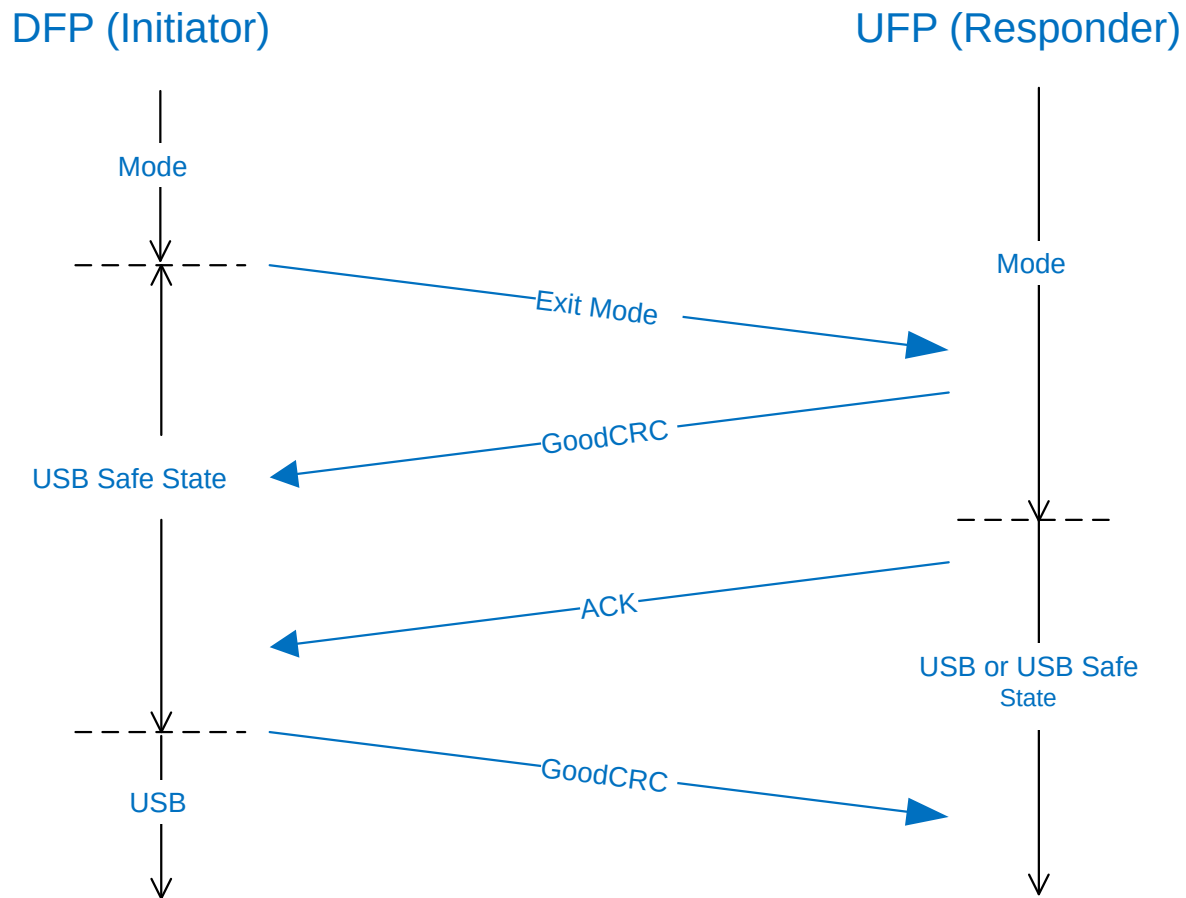 DFP (Initiator)
UFP (Responder)
Mode
Mode
Exit Mode
GoodCRC
USB Safe State
ACK
USB or USB Safe
State
GoodCRC
USB